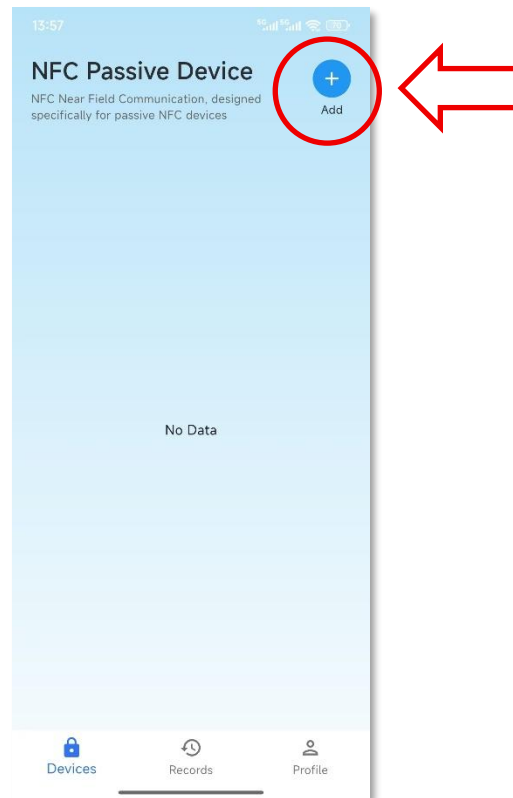 13:57
NFC Passive Device
NFC Near Field Communication, designed
specifically for passive NFC devices
Add
No Data
Devices
Records
Profile